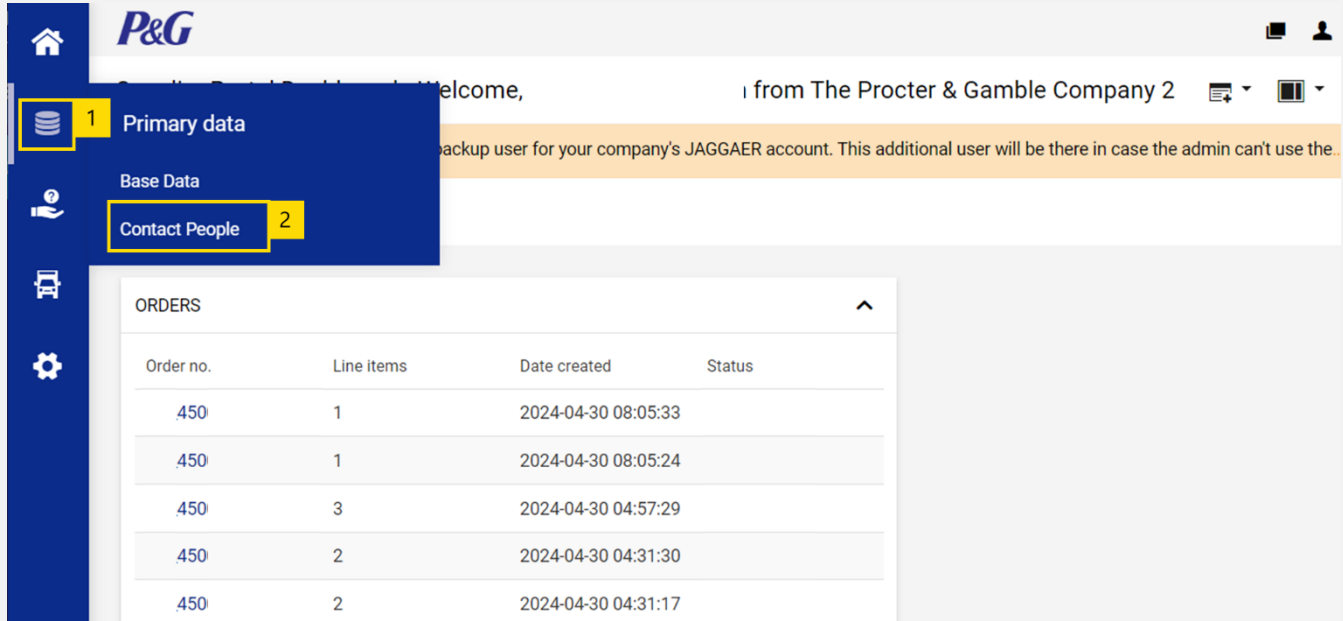 P&G
elcome, from The Procter & Gamble Company 2
1
Primary data
backup user for your company's JAGGAER account. This additional user will be there in case the admin can't use the..
Base Data
Contact People
2
ORDERS
Order no. Line items Date created Status
450 1 2024-04-30 08:05:33
450 1 2024-04-30 08:05:24
450 3 2024-04-30 04:57:29
450 2 2024-04-30 04:31:30
450 2 2024-04-30 04:31:17